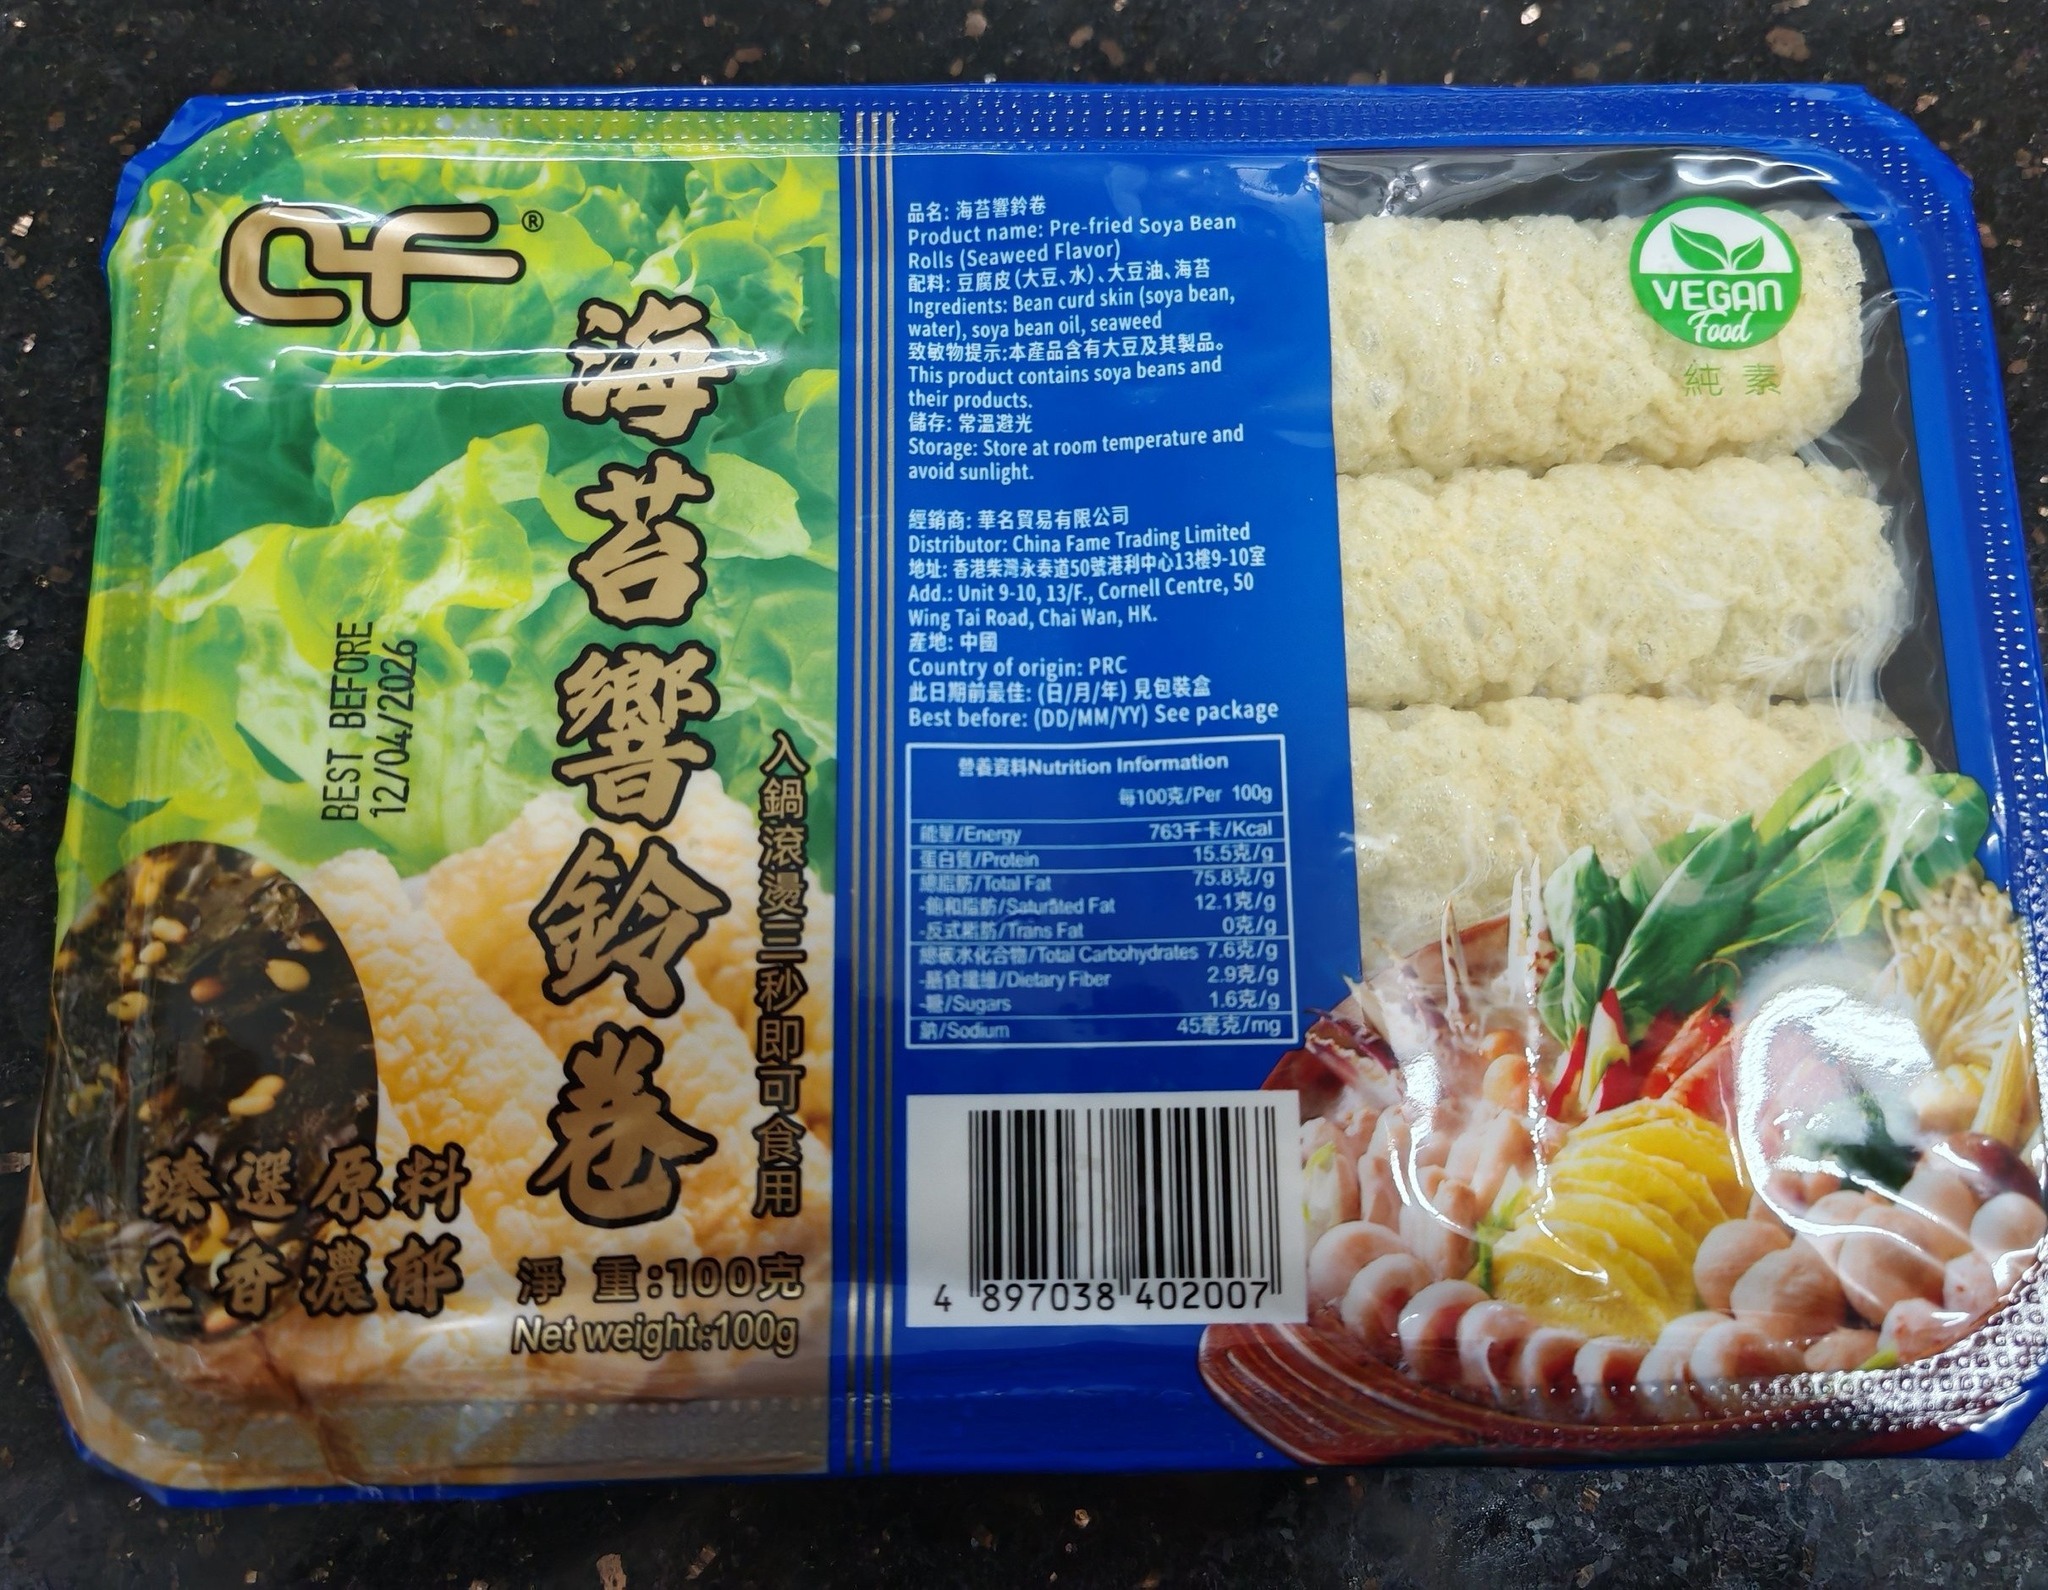 CF®
海苔響鈴卷
入鍋滾燙三秒即可食用
BEST BEFORE
12/04/2026
臻選原料
豆香濃郁
淨 重:100克
Net weight:100g
品名: 海苔響鈴卷
Product name: Pre-fried Soya Bean
Rolls (Seaweed Flavor)
配料: 豆腐皮(大豆、水)、大豆油、海苔
Ingredients: Bean curd skin (soya bean,
water), soya bean oil, seaweed
致敏物提示:本產品含有大豆及其製品。
This product contains soya beans and
their products.
儲存: 常溫避光
Storage: Store at room temperature and
avoid sunlight.
經銷商: 華名貿易有限公司
Distributor: China Fame Trading Limited
地址: 香港柴灣永泰道50號港利中心13樓9-10室
Add.: Unit 9-10, 13/F., Cornell Centre, 50
Wing Tai Road, Chai Wan, HK.
產地: 中國
Country of origin: PRC
此日期前最佳: (日/月/年) 見包裝盒
Best before: (DD/MM/YY) See package
營養資料Nutrition Information
每100克/Per 100g
能量/Energy 763千卡/Kcal
蛋白質/Protein 15.5克/g
總脂肪/Total Fat 75.8克/g
-飽和脂肪/Saturated Fat 12.1克/g
-反式脂肪/Trans Fat 0克/g
總碳水化合物/Total Carbohydrates 7.6克/g
-膳食纖維/Dietary Fiber 2.9克/g
-糖/Sugars 1.6克/g
鈉/Sodium 45毫克/mg
4 897038 402007
VEGAN
Food
純素